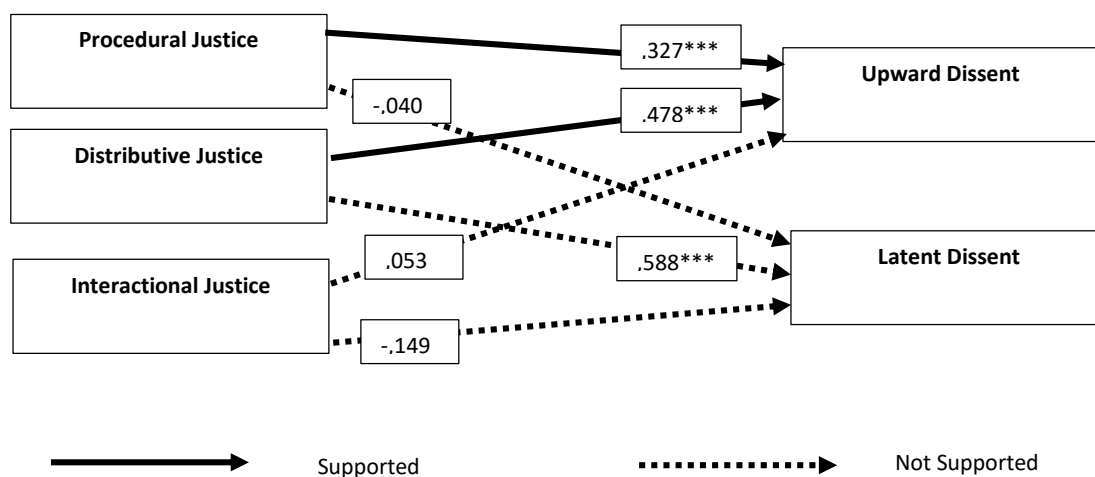 Procedural Justice
,327***
Upward Dissent
-,040
.478***
Distributive Justice
,053
,588***
Latent Dissent
Interactional Justice
-,149
Supported
Not Supported